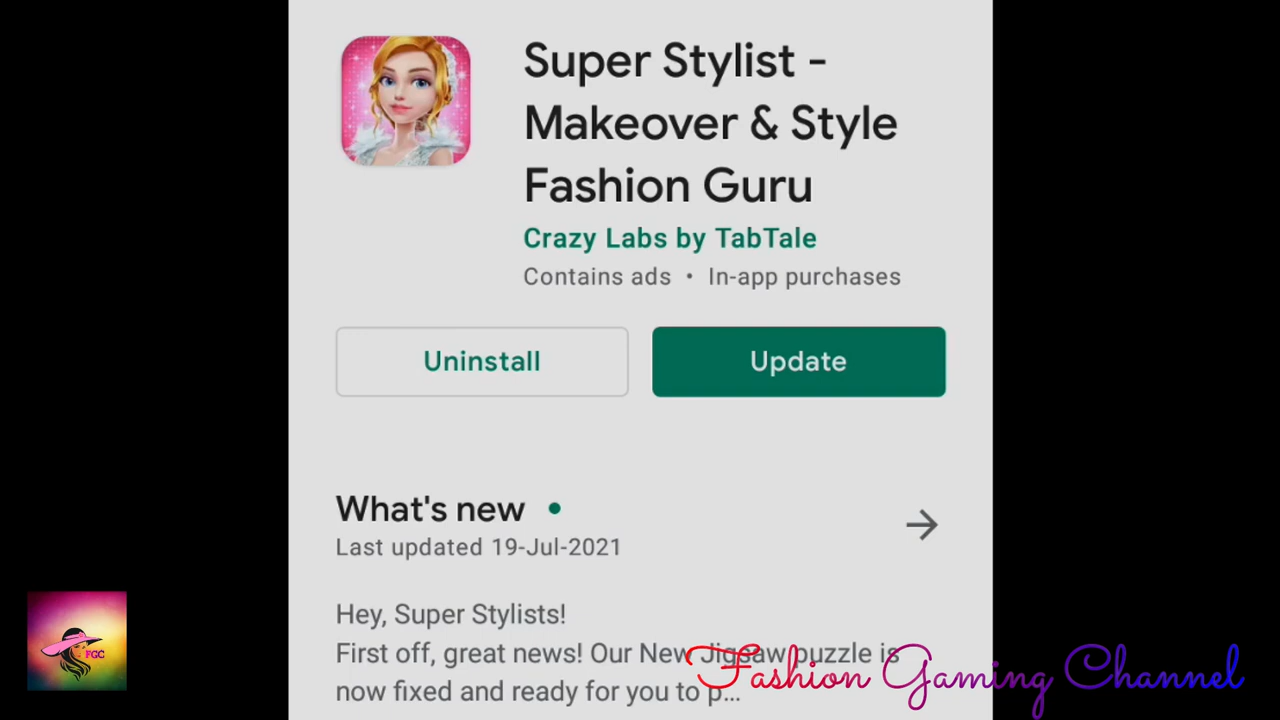 Super Stylist -
Makeover & Style
Fashion Guru
Crazy Labs by TabTale
Contains ads • In-app purchases
Uninstall
Update
What's new
Last updated 19-Jul-2021
Hey, Super Stylists!
First off, great news! Our New Jigsaw puzzle is
now fixed and ready for you to p...
FGC
Fashion Gaming Channel